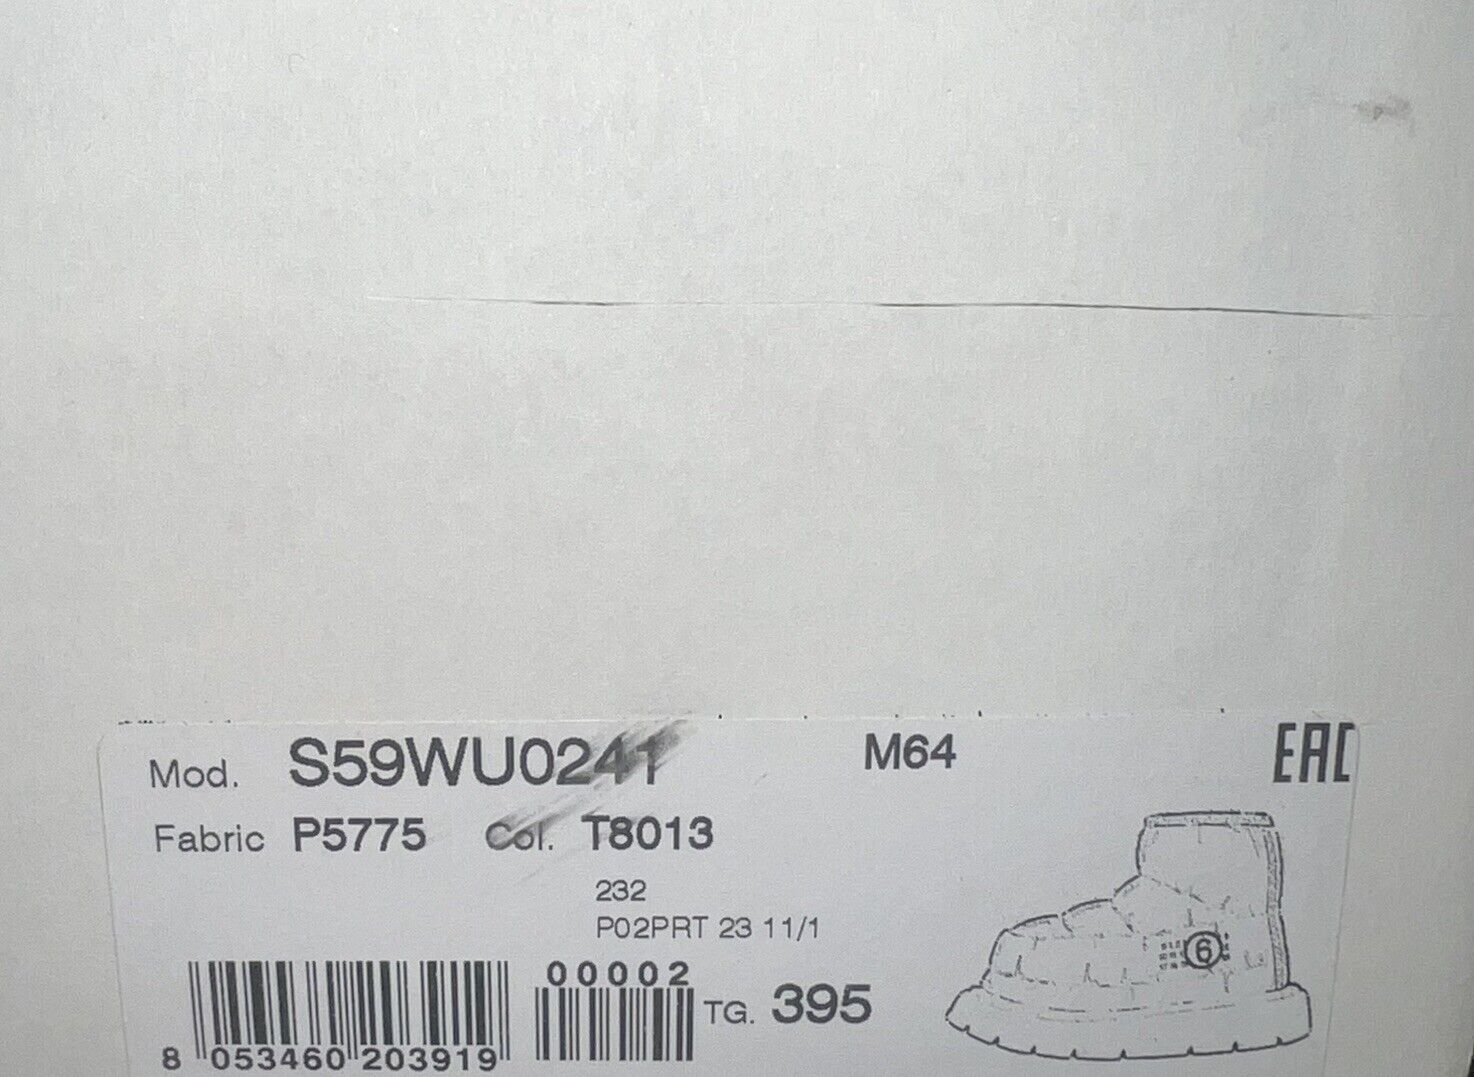 Mod. S59WU0241 M64 EAC
Fabric P5775 Col. T8013
232
P02PRT 23 11/1
6
00002
TG. 395
8 053460 203919